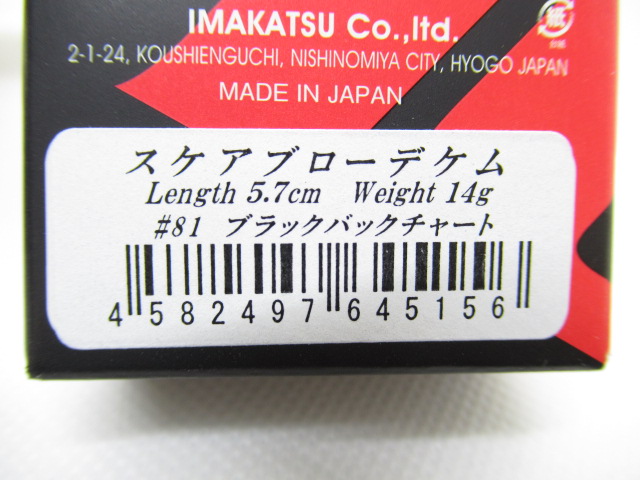 IMAKATSU Co.,ltd.
2-1-24, KOUSHIENGUCHI, NISHINOMIYA CITY, HYOGO JAPAN
MADE IN JAPAN
紙
スケアブローデケム
Length 5.7cm Weight 14g
#81 ブラックバックチャート
4 582497 645156